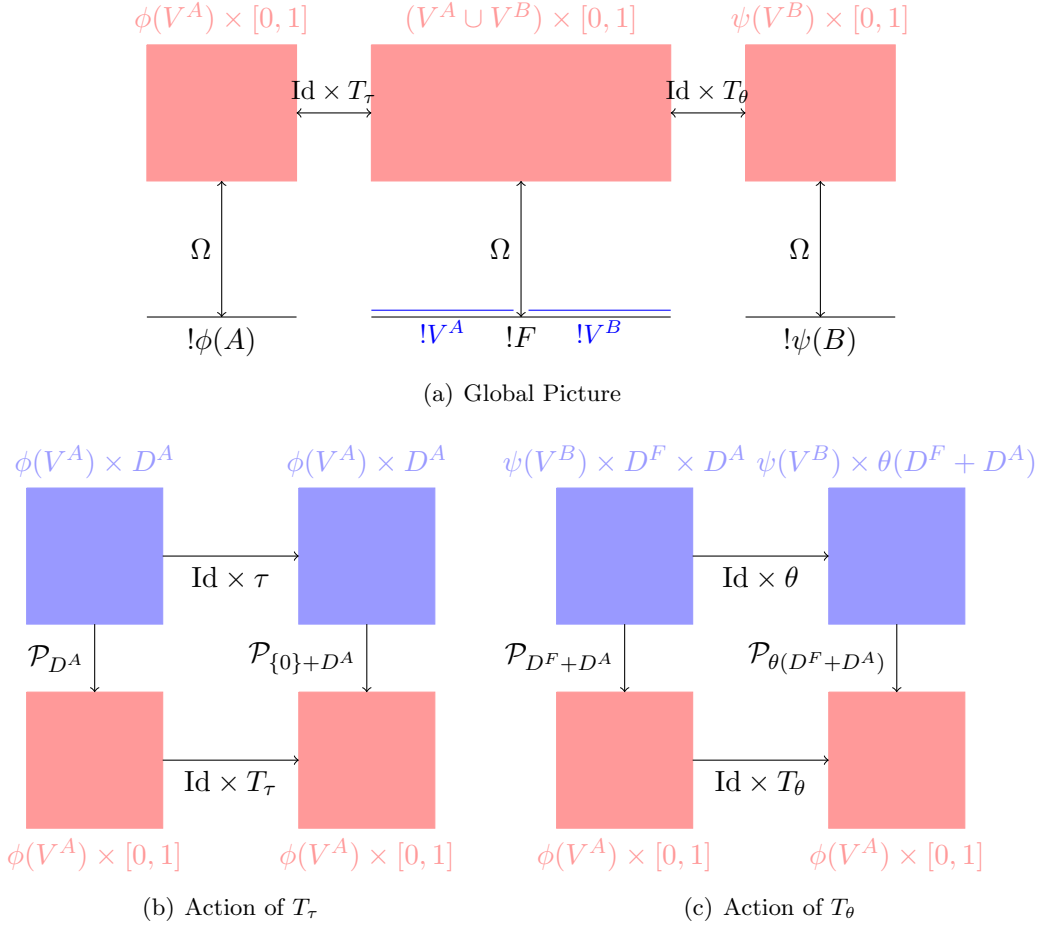 ϕ(V^A) × [0, 1] (V^A ∪ V^B) × [0, 1] ψ(V^B) × [0, 1]
Id × T_τ Id × T_θ
Ω Ω Ω
!V^A !F !V^B
!ϕ(A) !ψ(B)
(a) Global Picture
ϕ(V^A) × D^A ϕ(V^A) × D^A ψ(V^B) × D^F × D^A ψ(V^B) × θ(D^F + D^A)
Id × τ Id × θ
𝒫_{D^A} 𝒫_{{0}+D^A} 𝒫_{D^F+D^A} 𝒫_{θ(D^F+D^A)}
Id × T_τ Id × T_θ
ϕ(V^A) × [0, 1] ϕ(V^A) × [0, 1] ϕ(V^A) × [0, 1] ϕ(V^A) × [0, 1]
(b) Action of T_τ (c) Action of T_θ